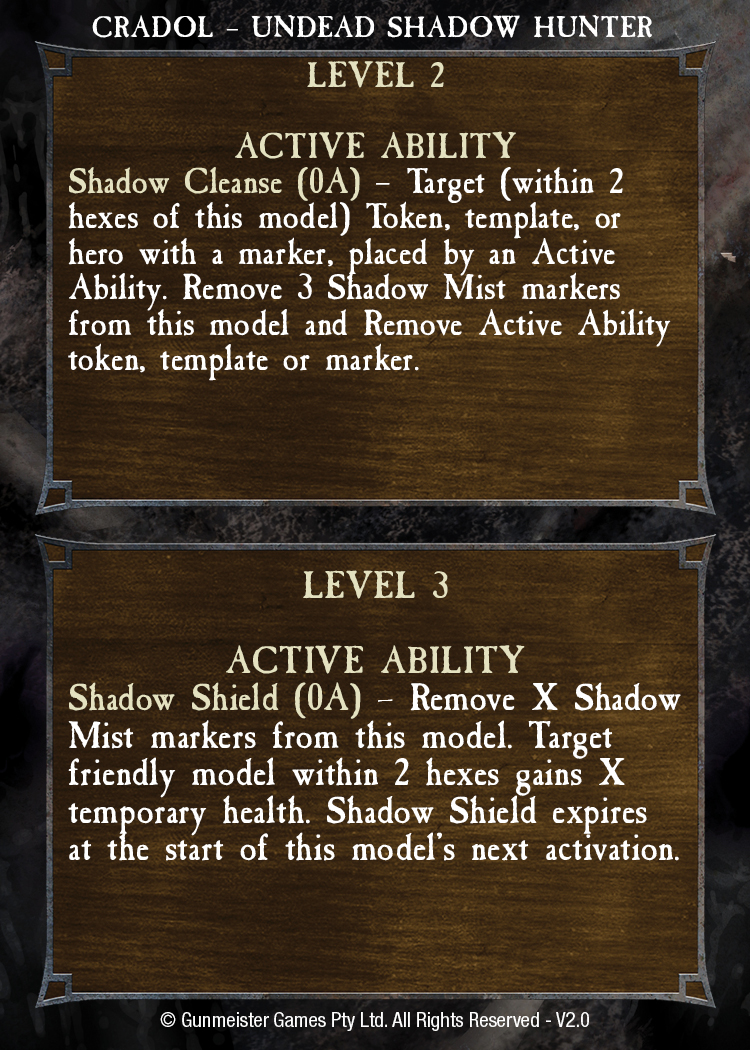 CRADOL – UNDEAD SHADOW HUNTER
LEVEL 2
ACTIVE ABILITY
Shadow Cleanse (0A) – Target (within 2
hexes of this model) Token, template, or
hero with a marker, placed by an Active
Ability. Remove 3 Shadow Mist markers
from this model and Remove Active Ability
token, template or marker.
LEVEL 3
ACTIVE ABILITY
Shadow Shield (0A) – Remove X Shadow
Mist markers from this model. Target
friendly model within 2 hexes gains X
temporary health. Shadow Shield expires
at the start of this model's next activation.
© Gunmeister Games Pty Ltd. All Rights Reserved - V2.0